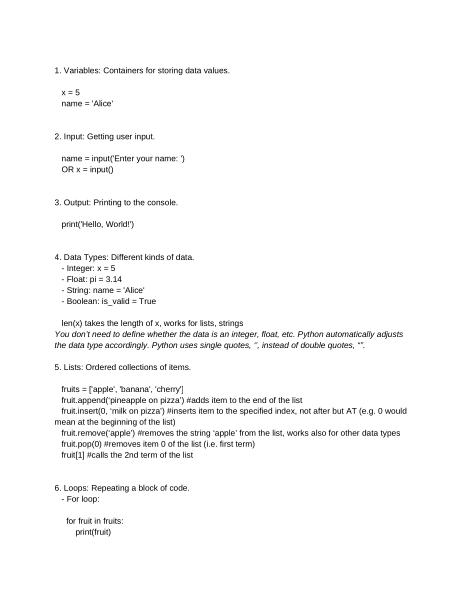 1. Variables: Containers for storing data values.
x = 5
name = 'Alice'
2. Input: Getting user input.
name = input('Enter your name: ')
OR x = input()
3. Output: Printing to the console.
print('Hello, World!')
4. Data Types: Different kinds of data.
- Integer: x = 5
- Float: pi = 3.14
- String: name = 'Alice'
- Boolean: is_valid = True
len(x) takes the length of x, works for lists, strings
You don't need to define whether the data is an integer, float, etc. Python automatically adjusts
the data type accordingly. Python uses single quotes, '', instead of double quotes, "".
5. Lists: Ordered collections of items.
fruits = ['apple', 'banana', 'cherry']
fruit.append('pineapple on pizza') #adds item to the end of the list
fruit.insert(0, ‘milk on pizza’) #inserts item to the specified index, not after but AT (e.g. 0 would
mean at the beginning of the list)
fruit.remove(‘apple’) #removes the string ‘apple’ from the list, works also for other data types
fruit.pop(0) #removes item 0 of the list (i.e. first term)
fruit[1] #calls the 2nd term of the list
6. Loops: Repeating a block of code.
- For loop:
for fruit in fruits:
print(fruit)